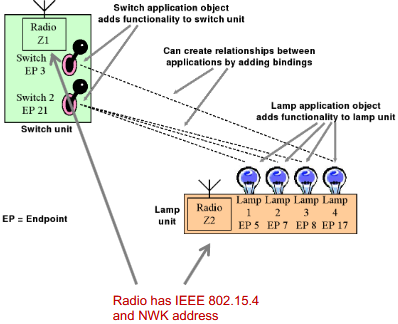 Switch application object
adds functionality to switch unit
Radio
Z1
Can create relationships between
applications by adding bindings
Switch
EP 3
Switch 2
EP 21
Switch unit
Lamp application object
adds functionality to lamp unit
EP = Endpoint
Lamp
unit
Radio
Z2
Lamp Lamp Lamp Lamp
1 2 3 4
EP 5 EP 7 EP 8 EP 17
Radio has IEEE 802.15.4
and NWK address